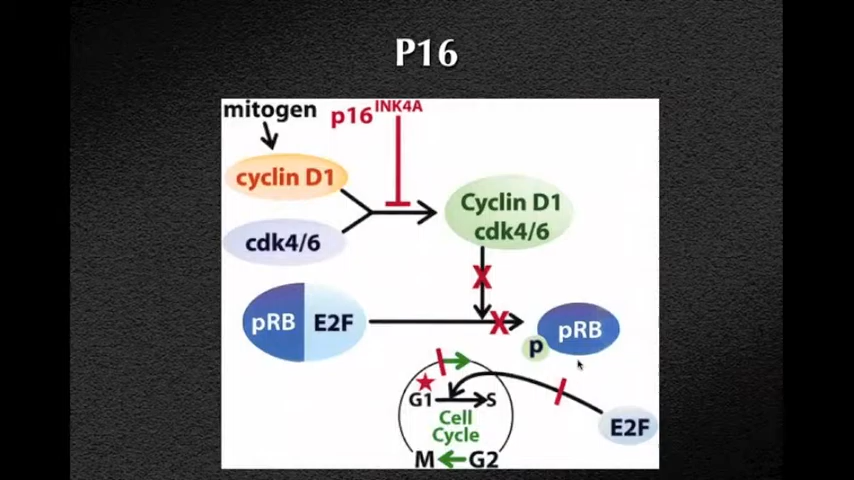 P16
mitogen
p16INK4A
cyclin D1
cdk4/6
Cyclin D1
cdk4/6
pRB
E2F
p
pRB
G1
S
Cell
Cycle
M
G2
E2F